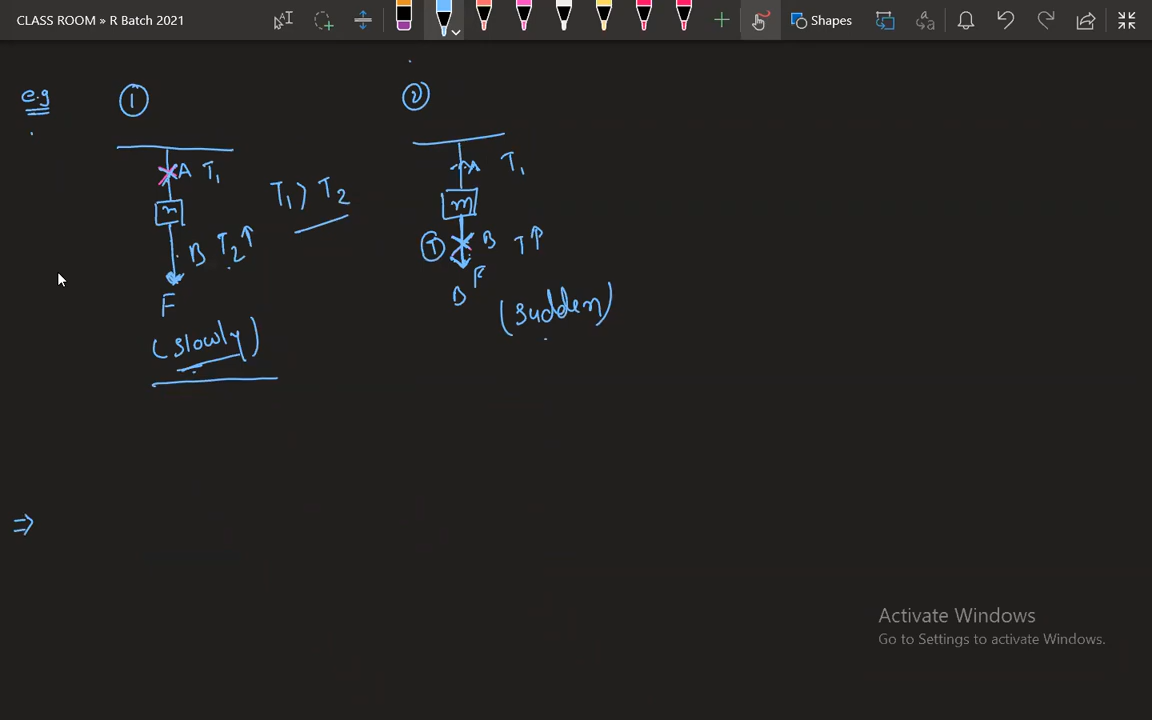 CLASS ROOM » R Batch 2021
Shapes
e.g
①
②
A T₁
T₁ > T₂
B T₂↑
F
(slowly)
A T₁
m
T B T↑
F
B
(sudden)
⇒
Activate Windows
Go to Settings to activate Windows.